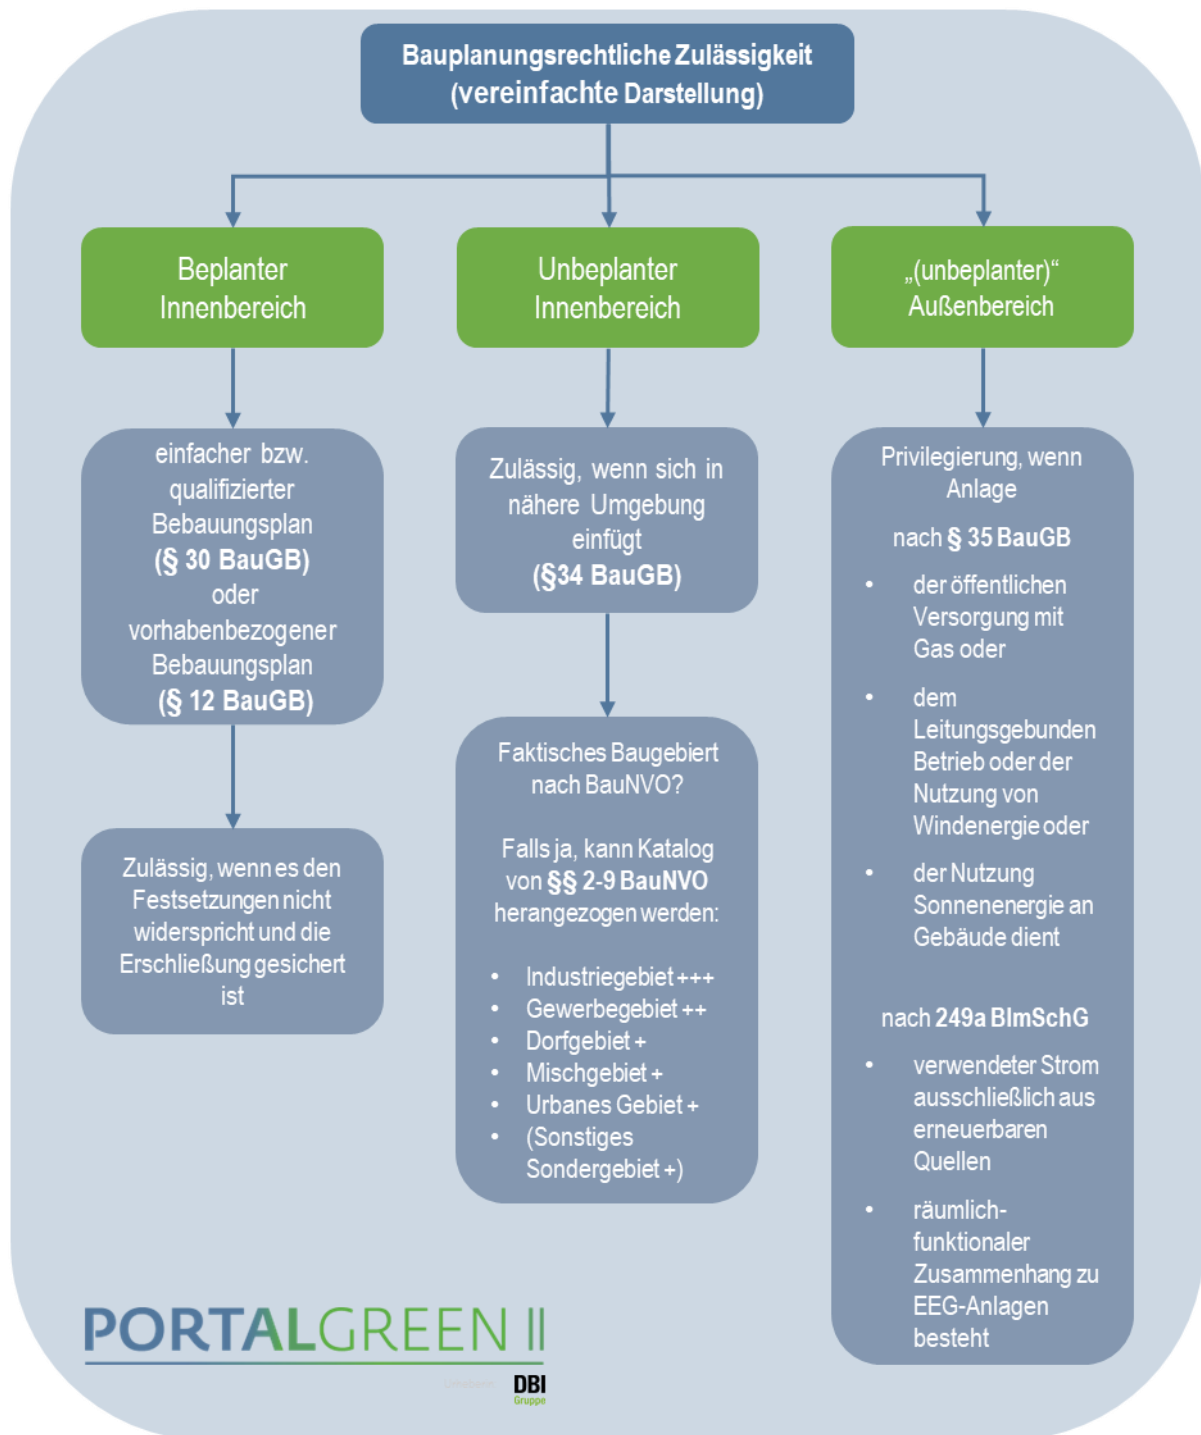 Bauplanungsrechtliche Zulässigkeit
(vereinfachte Darstellung)
Beplanter
Innenbereich
einfacher bzw.
qualifizierter
Bebauungsplan
(§ 30 BauGB)
oder
vorhabenbezogener
Bebauungsplan
(§ 12 BauGB)
Zulässig, wenn es den
Festsetzungen nicht
widerspricht und die
Erschließung gesichert
ist
Unbeplanter
Innenbereich
Zulässig, wenn sich in
nähere Umgebung
einfügt
(§34 BauGB)
Faktisches Baugebiert
nach BauNVO?
Falls ja, kann Katalog
von §§ 2-9 BauNVO
herangezogen werden:
• Industriegebiet +++
• Gewerbegebiet ++
• Dorfgebiet +
• Mischgebiet +
• Urbanes Gebiet +
• (Sonstiges
Sondergebiet +)
„(unbeplanter)“
Außenbereich
Privilegierung, wenn
Anlage
nach § 35 BauGB
• der öffentlichen
Versorgung mit
Gas oder
• dem
Leitungsgebunden
Betrieb oder der
Nutzung von
Windenergie oder
• der Nutzung
Sonnenenergie an
Gebäude dient
nach 249a BImSchG
• verwendeter Strom
ausschließlich aus
erneuerbaren
Quellen
• räumlich-
funktionaler
Zusammenhang zu
EEG-Anlagen
besteht
PORTALGREEN II
DBI
Gruppe